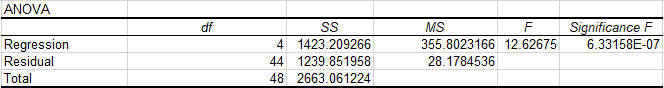 ANOVA
df SS MS F Significance F
Regression 4 1423.209266 355.8023166 12.62675 6.33158E-07
Residual 44 1239.851958 28.1784536
Total 48 2663.061224